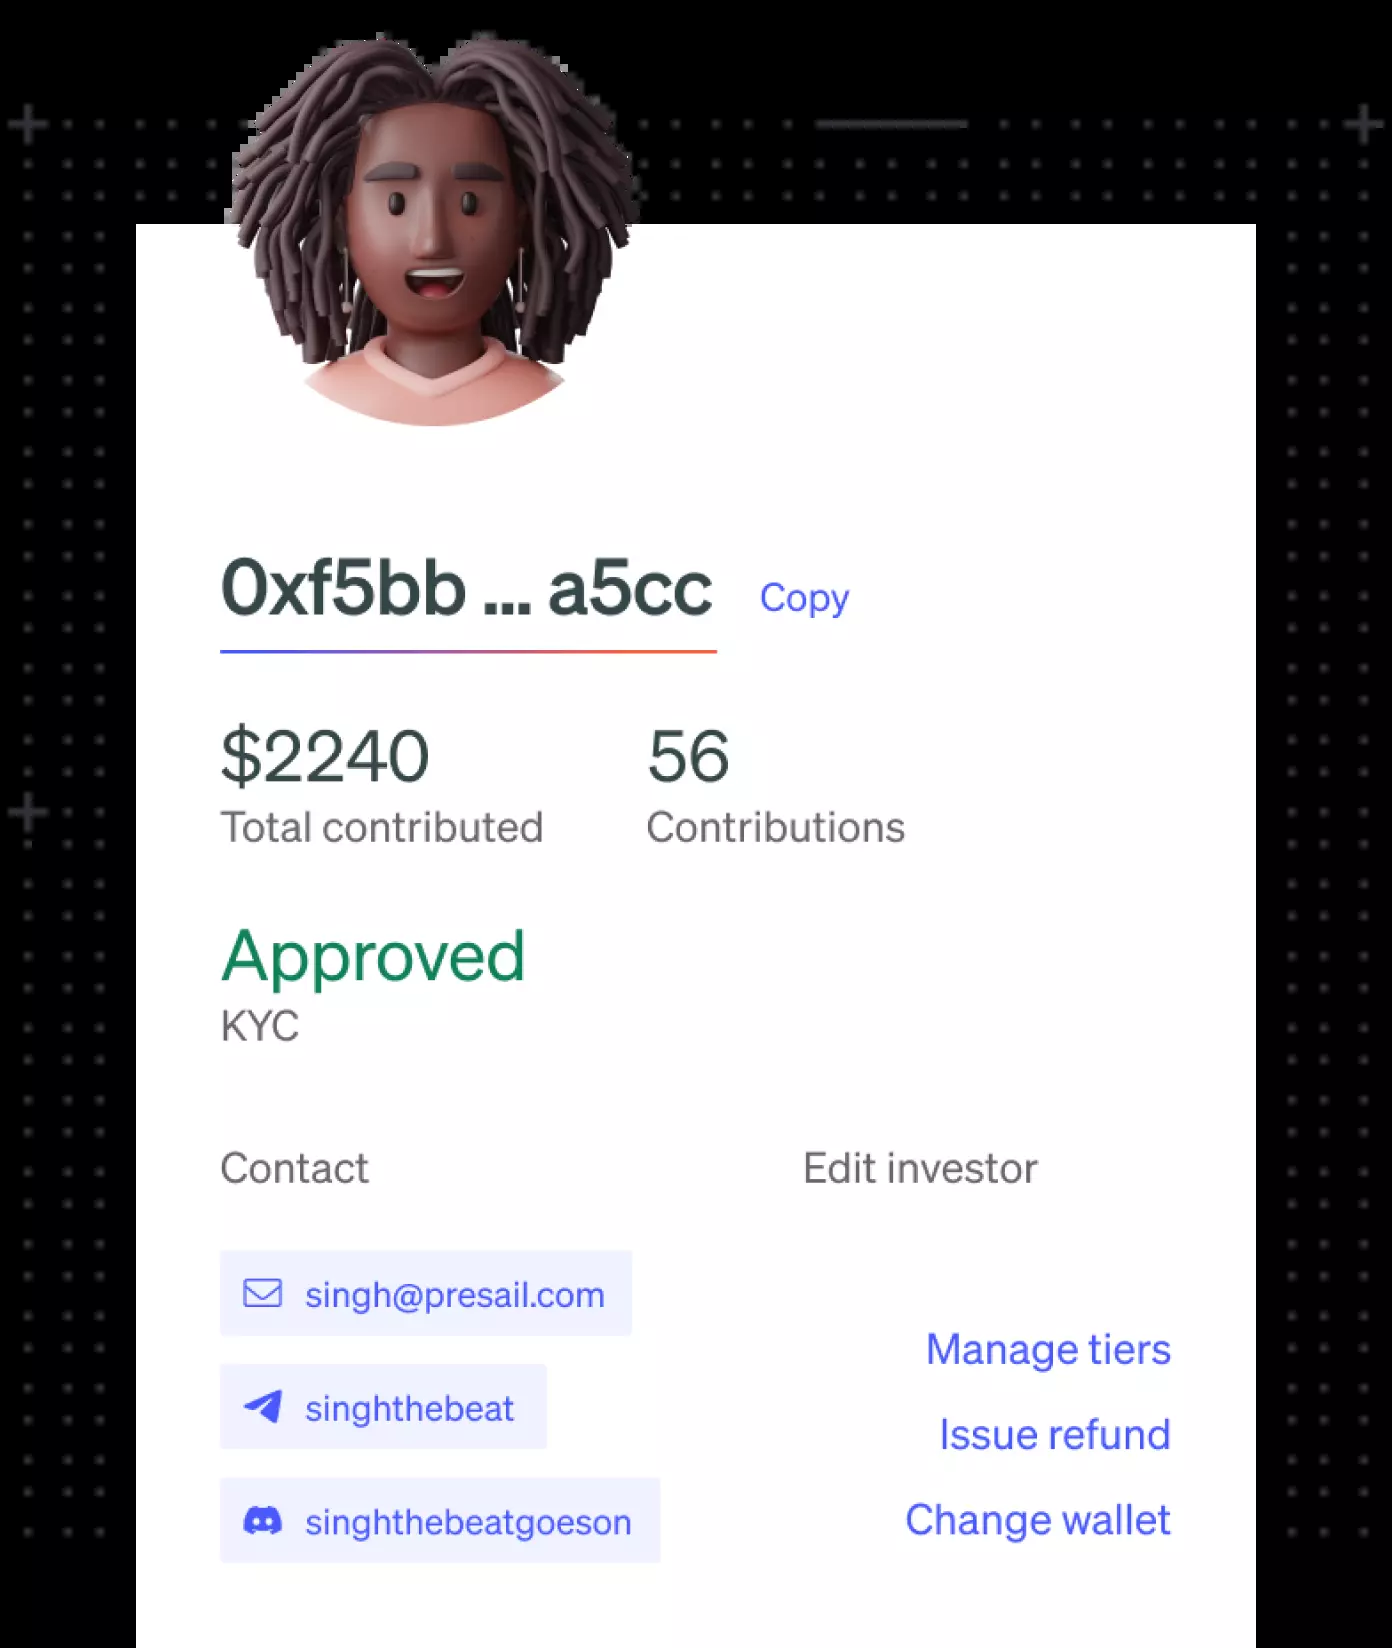 0xf5bb ... a5cc Copy
$2240 56
Total contributed Contributions
Approved
KYC
Contact Edit investor
singh@presail.com
Manage tiers
singhthebeat
Issue refund
singhthebeatgoeson
Change wallet